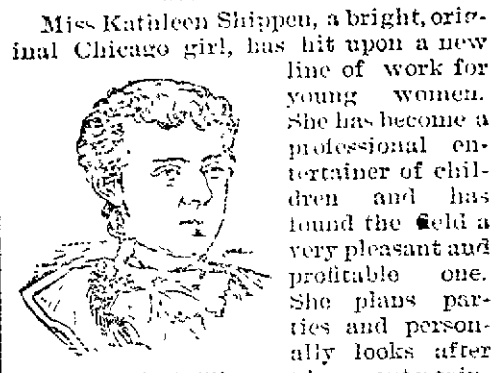 Miss Kathleen Shippen, a bright, orig-
inal Chicago girl, has hit upon a new
line of work for
young women.
She has become a
professional en-
tertainer of chil-
dren and has
found the field a
very pleasant and
profitable one.
She plans par-
ties and person-
ally looks after